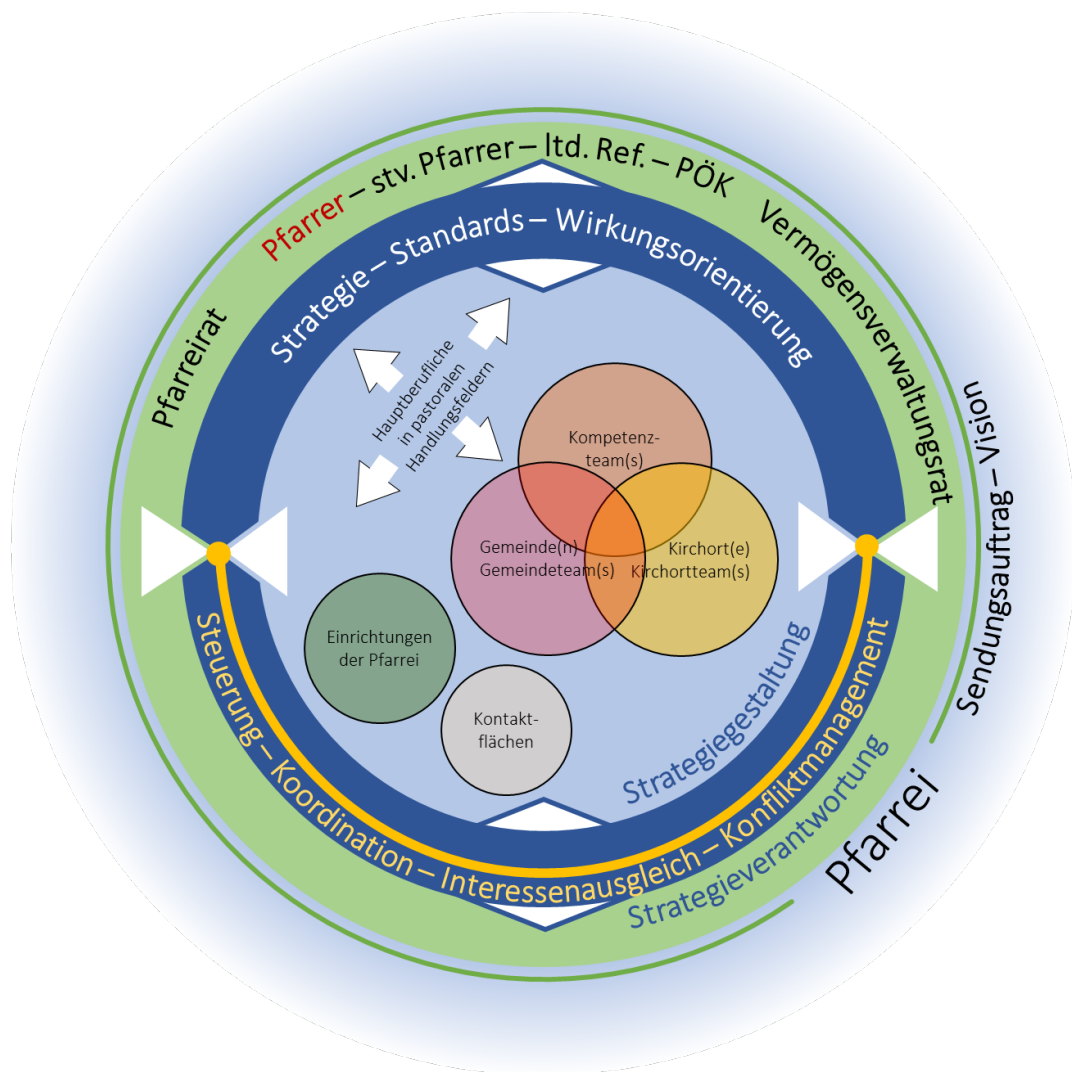 Pfarreirat
Pfarrer – stv. Pfarrer – ltd. Ref. – PÖK
Vermögensverwaltungsrat
Strategie – Standards – Wirkungsorientierung
Sendungsauftrag – Vision
Hauptberufliche
in pastoralen
Handlungsfeldern
Kompetenz-
team(s)
Gemeinde(n)
Gemeindeteam(s)
Kirchort(e)
Kirchortteam(s)
Einrichtungen
der Pfarrei
Kontakt-
flächen
Strategiegestaltung
Steuerung – Koordination – Interessenausgleich – Konfliktmanagement
Strategieverantwortung
Pfarrei